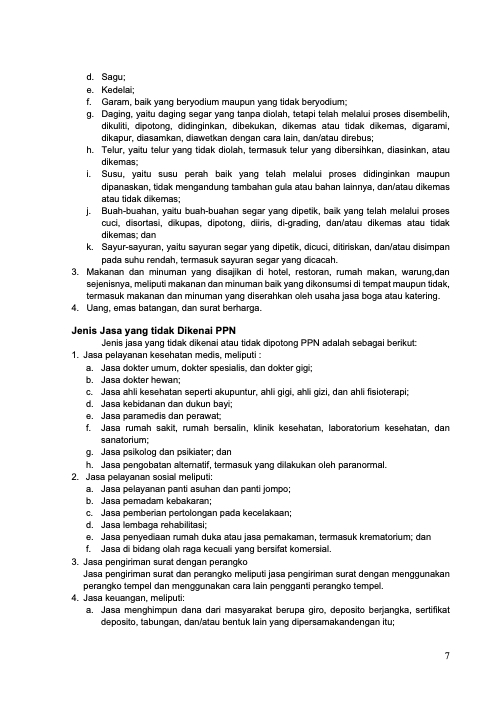 d. Sagu;
e. Kedelai;
f. Garam, baik yang beryodium maupun yang tidak beryodium;
g. Daging, yaitu daging segar yang tanpa diolah, tetapi telah melalui proses disembelih,
dikuliti, dipotong, didinginkan, dibekukan, dikemas atau tidak dikemas, digarami,
dikapur, diasamkan, diawetkan dengan cara lain, dan/atau direbus;
h. Telur, yaitu telur yang tidak diolah, termasuk telur yang dibersihkan, diasinkan, atau
dikemas;
i. Susu, yaitu susu perah baik yang telah melalui proses didinginkan maupun
dipanaskan, tidak mengandung tambahan gula atau bahan lainnya, dan/atau dikemas
atau tidak dikemas;
j. Buah-buahan, yaitu buah-buahan segar yang dipetik, baik yang telah melalui proses
cuci, disortasi, dikupas, dipotong, diiris, di-grading, dan/atau dikemas atau tidak
dikemas; dan
k. Sayur-sayuran, yaitu sayuran segar yang dipetik, dicuci, ditiriskan, dan/atau disimpan
pada suhu rendah, termasuk sayuran segar yang dicacah.
3. Makanan dan minuman yang disajikan di hotel, restoran, rumah makan, warung,dan
sejenisnya, meliputi makanan dan minuman baik yang dikonsumsi di tempat maupun tidak,
termasuk makanan dan minuman yang diserahkan oleh usaha jasa boga atau katering.
4. Uang, emas batangan, dan surat berharga.
Jenis Jasa yang tidak Dikenai PPN
Jenis jasa yang tidak dikenai atau tidak dipotong PPN adalah sebagai berikut:
1. Jasa pelayanan kesehatan medis, meliputi :
a. Jasa dokter umum, dokter spesialis, dan dokter gigi;
b. Jasa dokter hewan;
c. Jasa ahli kesehatan seperti akupuntur, ahli gigi, ahli gizi, dan ahli fisioterapi;
d. Jasa kebidanan dan dukun bayi;
e. Jasa paramedis dan perawat;
f. Jasa rumah sakit, rumah bersalin, klinik kesehatan, laboratorium kesehatan, dan
sanatorium;
g. Jasa psikolog dan psikiater; dan
h. Jasa pengobatan alternatif, termasuk yang dilakukan oleh paranormal.
2. Jasa pelayanan sosial meliputi:
a. Jasa pelayanan panti asuhan dan panti jompo;
b. Jasa pemadam kebakaran;
c. Jasa pemberian pertolongan pada kecelakaan;
d. Jasa lembaga rehabilitasi;
e. Jasa penyediaan rumah duka atau jasa pemakaman, termasuk krematorium; dan
f. Jasa di bidang olah raga kecuali yang bersifat komersial.
3. Jasa pengiriman surat dengan perangko
Jasa pengiriman surat dan perangko meliputi jasa pengiriman surat dengan menggunakan
perangko tempel dan menggunakan cara lain pengganti perangko tempel.
4. Jasa keuangan, meliputi:
a. Jasa menghimpun dana dari masyarakat berupa giro, deposito berjangka, sertifikat
deposito, tabungan, dan/atau bentuk lain yang dipersamakandengan itu;
7